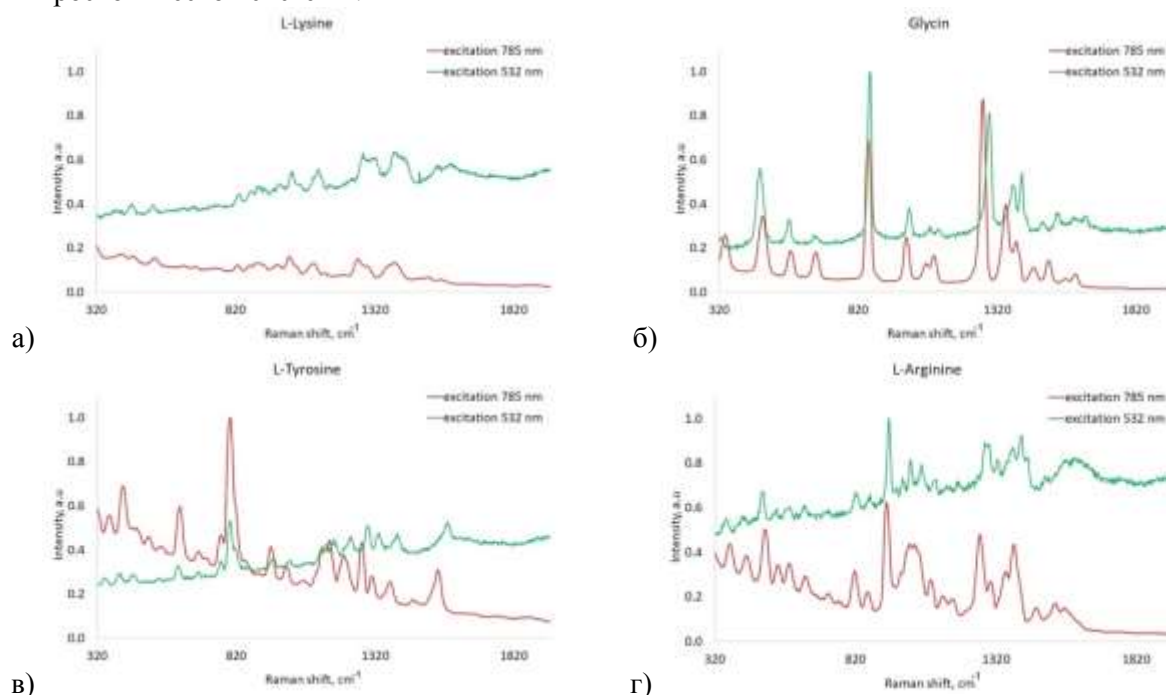 L-Lysine
excitation 785 nm
excitation 532 nm
1.0
0.8
0.6
0.4
0.2
0.0
Intensity, a.u
320 820 1320 1820
Raman shift, cm-1
а)
Glycin
excitation 785 nm
excitation 532 nm
1.0
0.8
0.6
0.4
0.2
0.0
Intensity, a.u
320 820 1320 1820
Raman shift, cm-1
б)
L-Tyrosine
excitation 785 nm
excitation 532 nm
1.0
0.8
0.6
0.4
0.2
0.0
Intensity, a.u
320 820 1320 1820
Raman shift, cm-1
в)
L-Arginine
excitation 785 nm
excitation 532 nm
1.0
0.8
0.6
0.4
0.2
0.0
Intensity, a.u
320 820 1320 1820
Raman shift, cm-1
г)